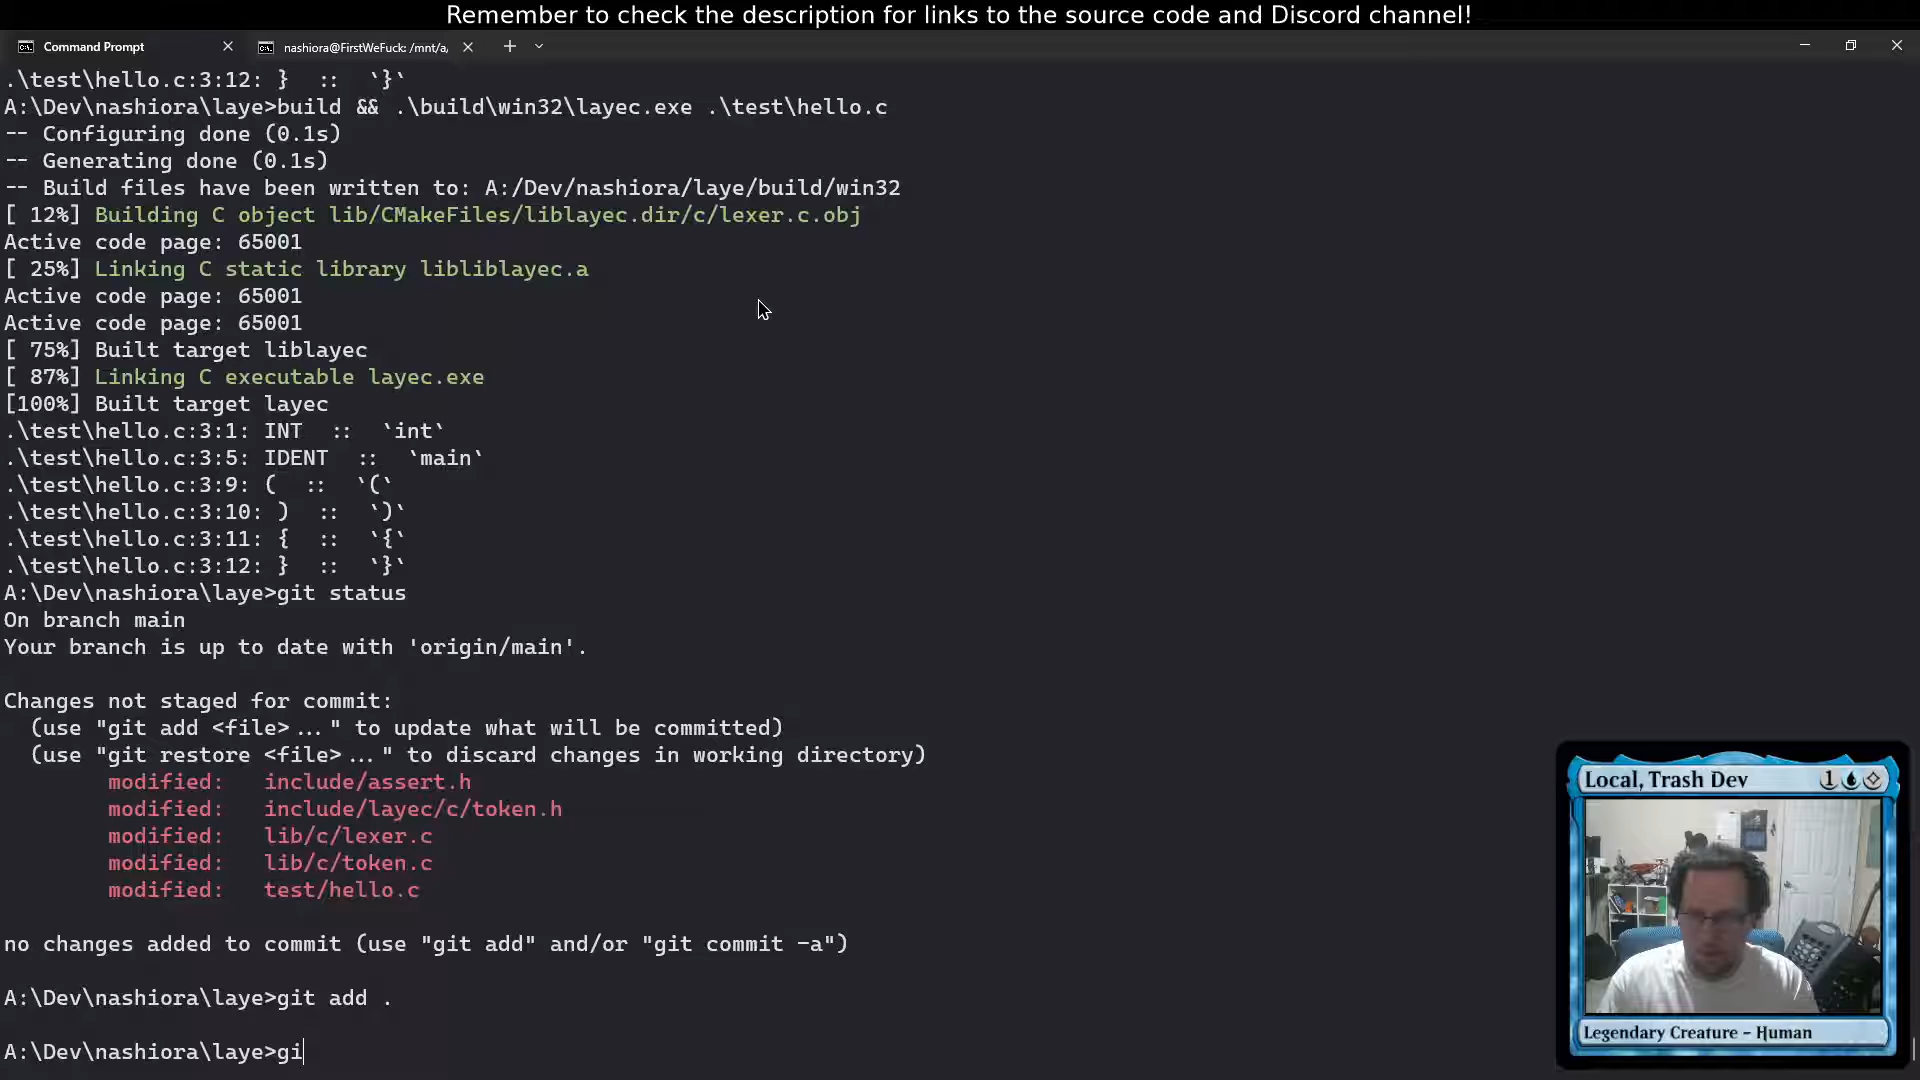 Remember to check the description for links to the source code and Discord channel!
Command Prompt
nashiora@FirstWeFuck: /mnt/a,
.\test\hello.c:3:12: }  ::  `}`
A:\Dev\nashiora\laye>build && .\build\win32\layec.exe .\test\hello.c
-- Configuring done (0.1s)
-- Generating done (0.1s)
-- Build files have been written to: A:/Dev/nashiora/laye/build/win32
[ 12%] Building C object lib/CMakeFiles/liblayec.dir/c/lexer.c.obj
Active code page: 65001
[ 25%] Linking C static library libliblayec.a
Active code page: 65001
Active code page: 65001
[ 75%] Built target liblayec
[ 87%] Linking C executable layec.exe
[100%] Built target layec
.\test\hello.c:3:1: INT  ::  `int`
.\test\hello.c:3:5: IDENT  ::  `main`
.\test\hello.c:3:9: (  ::  `(`
.\test\hello.c:3:10: )  ::  `)`
.\test\hello.c:3:11: {  ::  `{`
.\test\hello.c:3:12: }  ::  `}`
A:\Dev\nashiora\laye>git status
On branch main
Your branch is up to date with 'origin/main'.
Changes not staged for commit:
(use "git add <file>..." to update what will be committed)
(use "git restore <file>..." to discard changes in working directory)
modified:   include/assert.h
modified:   include/layec/c/token.h
modified:   lib/c/lexer.c
modified:   lib/c/token.c
modified:   test/hello.c
no changes added to commit (use "git add" and/or "git commit -a")
A:\Dev\nashiora\laye>git add .
A:\Dev\nashiora\laye>gi
Local, Trash Dev
1
Legendary Creature – Human